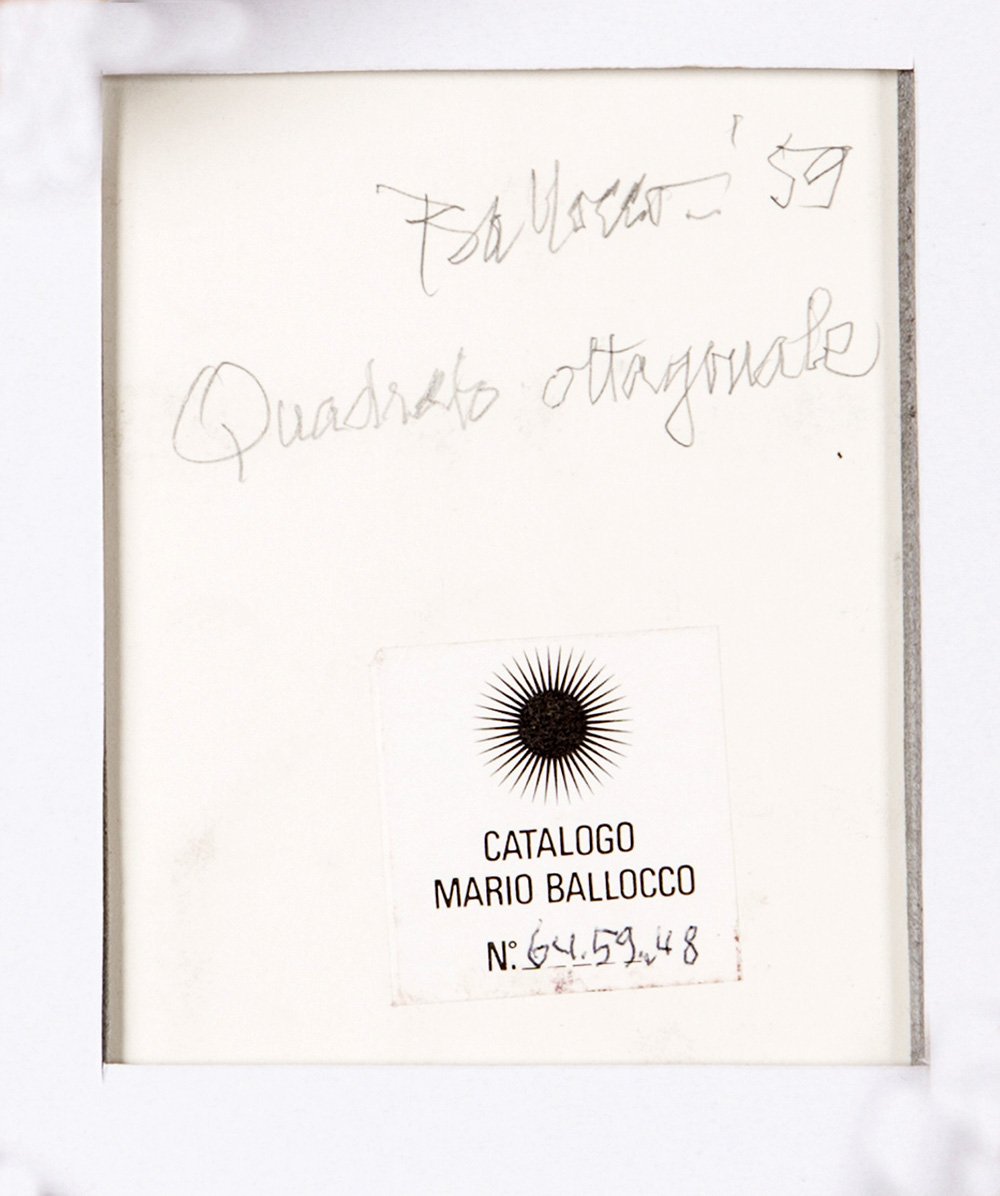 Ballocco '59
Quadrato ottagonale
CATALOGO
MARIO BALLOCCO
N°. 64.59.48